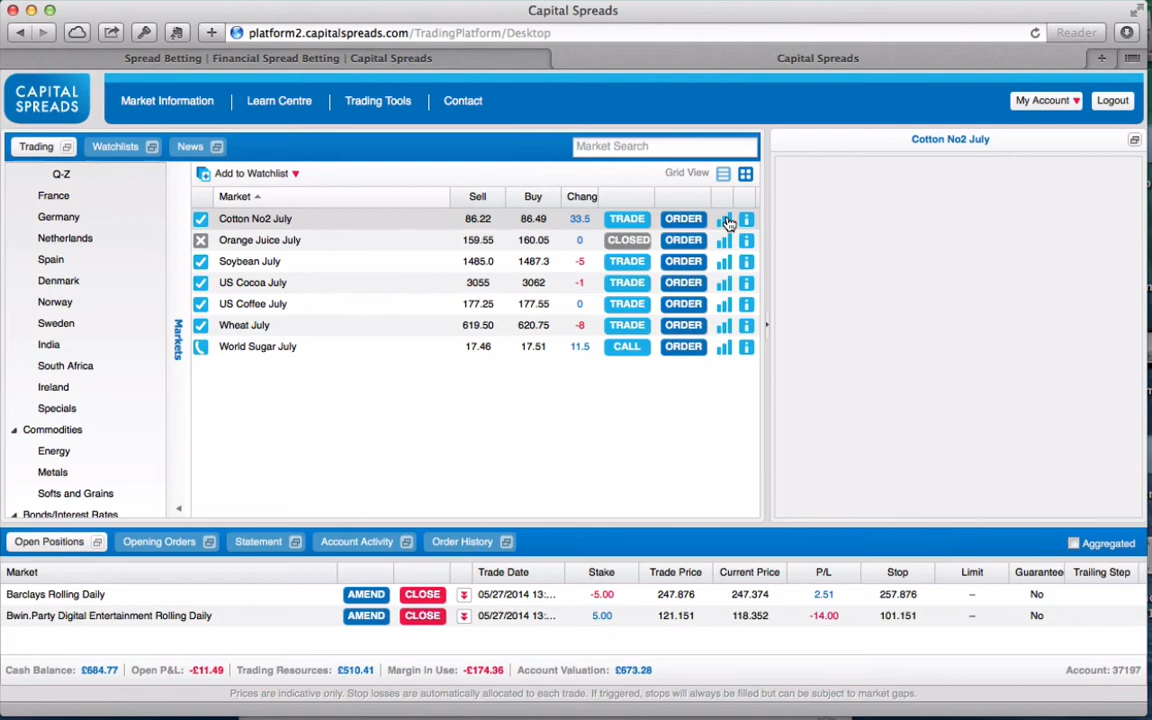 Capital Spreads
platform2.capitalspreads.com/TradingPlatform/Desktop
Reader
Spread Betting | Financial Spread Betting | Capital Spreads
Capital Spreads
CAPITAL
SPREADS
Market Information
Learn Centre
Trading Tools
Contact
My Account
Logout
Trading
Watchlists
News
Market Search
Cotton No2 July
Q-Z
France
Germany
Netherlands
Spain
Denmark
Norway
Sweden
India
South Africa
Ireland
Specials
Commodities
Energy
Metals
Softs and Grains
Bonds/Interest Rates
Markets
Add to Watchlist
Grid View
Market Sell Buy Chang
Cotton No2 July 86.22 86.49 33.5 TRADE ORDER
Orange Juice July 159.55 160.05 0 CLOSED ORDER
Soybean July 1485.0 1487.3 -5 TRADE ORDER
US Cocoa July 3055 3062 -1 TRADE ORDER
US Coffee July 177.25 177.55 0 TRADE ORDER
Wheat July 619.50 620.75 -8 TRADE ORDER
World Sugar July 17.46 17.51 11.5 CALL ORDER
Open Positions
Opening Orders
Statement
Account Activity
Order History
Aggregated
Market Trade Date Stake Trade Price Current Price P/L Stop Limit Guarantee Trailing Step
Barclays Rolling Daily AMEND CLOSE 05/27/2014 13:... -5.00 247.876 247.374 2.51 257.876 – No
Bwin.Party Digital Entertainment Rolling Daily AMEND CLOSE 05/27/2014 13:... 5.00 121.151 118.352 -14.00 101.151 – No
Cash Balance: £684.77 | Open P&L: -£11.49 | Trading Resources: £510.41 | Margin in Use: -£174.36 | Account Valuation: £673.28
Account: 37197
Prices are indicative only. Stop losses are automatically allocated to each trade. If triggered, stops will always be filled but can be subject to market gaps.